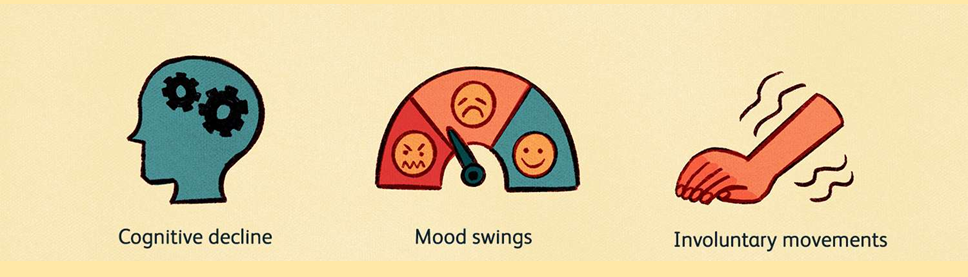 Cognitive decline
Mood swings
Involuntary movements